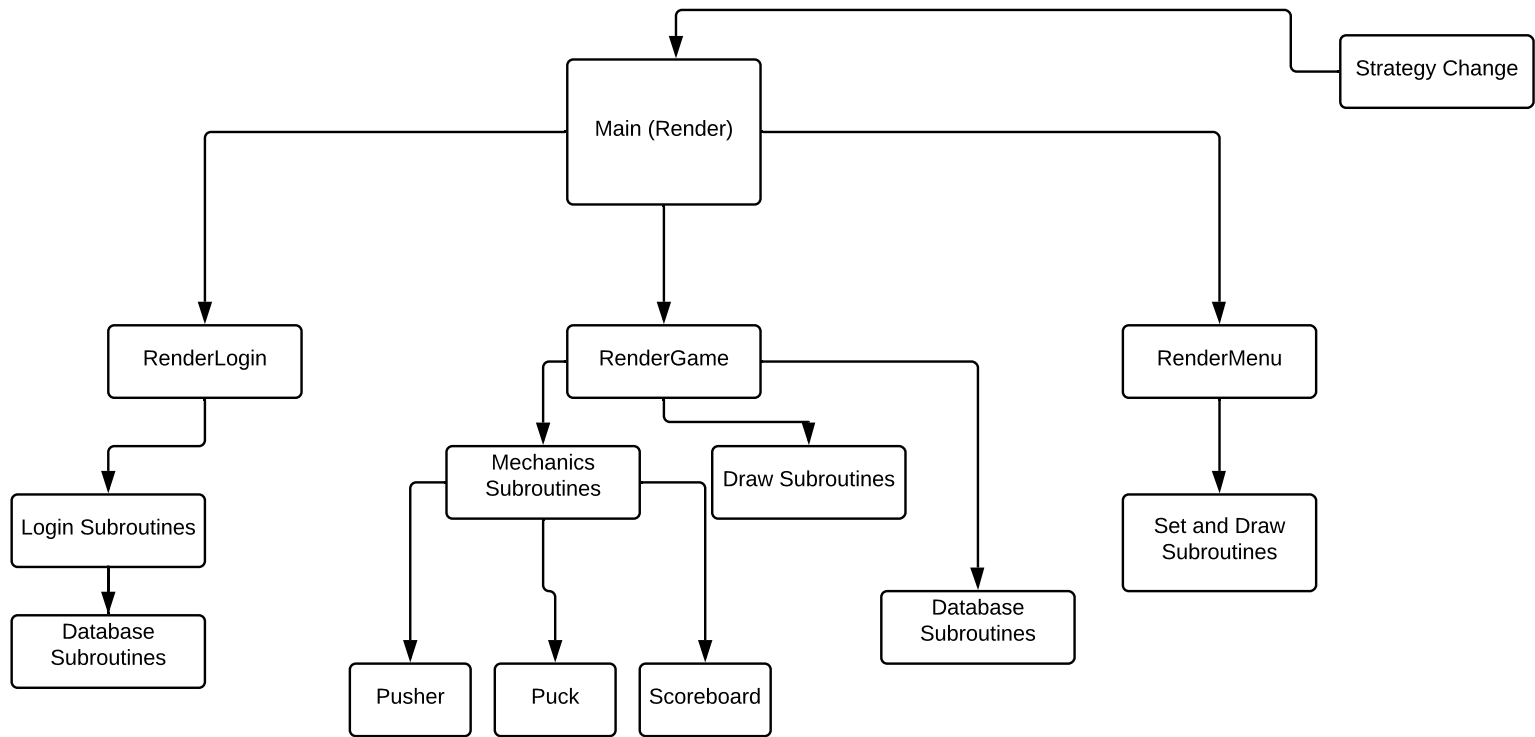 Strategy Change
Main (Render)
RenderLogin
RenderGame
RenderMenu
Mechanics
Subroutines
Draw Subroutines
Login Subroutines
Set and Draw
Subroutines
Database
Subroutines
Database
Subroutines
Pusher
Puck
Scoreboard